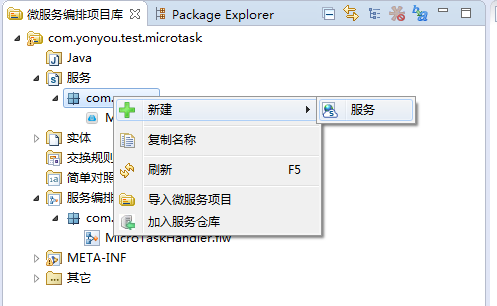 微服务编排项目库 Package Explorer
com.yonyou.test.microtask
Java
服务
com.
M
新建
服务
复制名称
刷新 F5
导入微服务项目
加入服务仓库
实体
交换规则
简单对照
服务编排
com.
MicroTaskHandler.flw
META-INF
其它